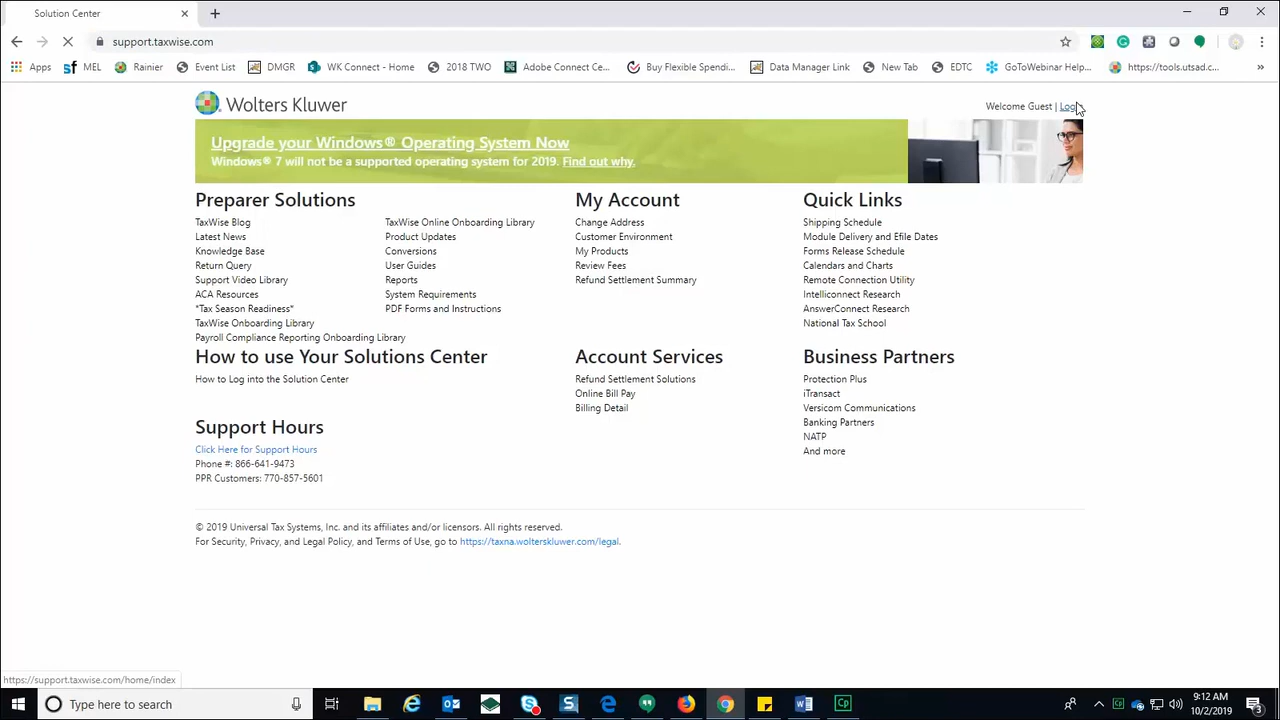 Solution Center
support.taxwise.com
Apps
MEL
Rainier
Event List
DMGR
WK Connect - Home
2018 TWO
Adobe Connect Ce...
Buy Flexible Spendi...
Data Manager Link
New Tab
EDTC
GoToWebinar Help...
https://tools.utsad.c...
Wolters Kluwer
Welcome Guest |
Upgrade your Windows® Operating System Now
Windows® 7 will not be a supported operating system for 2019. Find out why.
Preparer Solutions
TaxWise Blog
Latest News
Knowledge Base
Return Query
Support Video Library
ACA Resources
*Tax Season Readiness*
TaxWise Onboarding Library
Payroll Compliance Reporting Onboarding Library
TaxWise Online Onboarding Library
Product Updates
Conversions
User Guides
Reports
System Requirements
PDF Forms and Instructions
My Account
Change Address
Customer Environment
My Products
Review Fees
Refund Settlement Summary
Quick Links
Shipping Schedule
Module Delivery and Efile Dates
Forms Release Schedule
Calendars and Charts
Remote Connection Utility
Intelliconnect Research
AnswerConnect Research
National Tax School
How to use Your Solutions Center
How to Log into the Solution Center
Account Services
Refund Settlement Solutions
Online Bill Pay
Billing Detail
Business Partners
Protection Plus
iTransact
Versicom Communications
Banking Partners
NATP
And more
Support Hours
Click Here for Support Hours
Phone #: 866-641-9473
PPR Customers: 770-857-5601
© 2019 Universal Tax Systems, Inc. and its affiliates and/or licensors. All rights reserved.
For Security, Privacy, and Legal Policy, and Terms of Use, go to https://taxna.wolterskluwer.com/legal.
https://support.taxwise.com/home/index
Type here to search
9:12 AM
10/2/2019